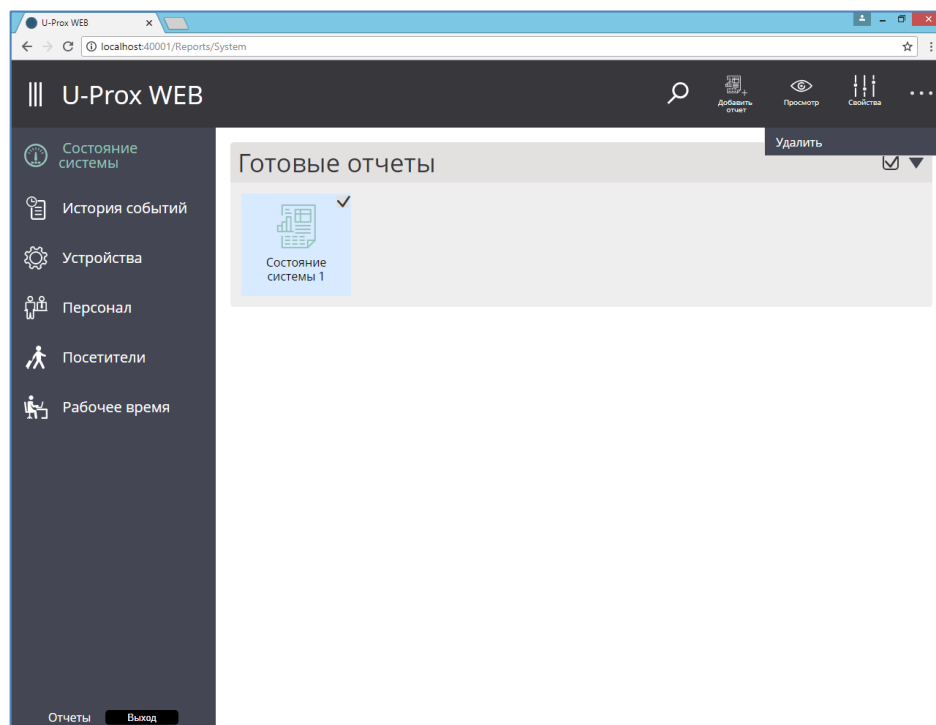 U-Prox WEB
localhost:40001/Reports/System
U-Prox WEB
Добавить
отчет
Просмотр
Свойства
Удалить
Состояние
системы
История событий
Устройства
Персонал
Посетители
Рабочее время
Готовые отчеты
Состояние
системы 1
Отчеты
Выход